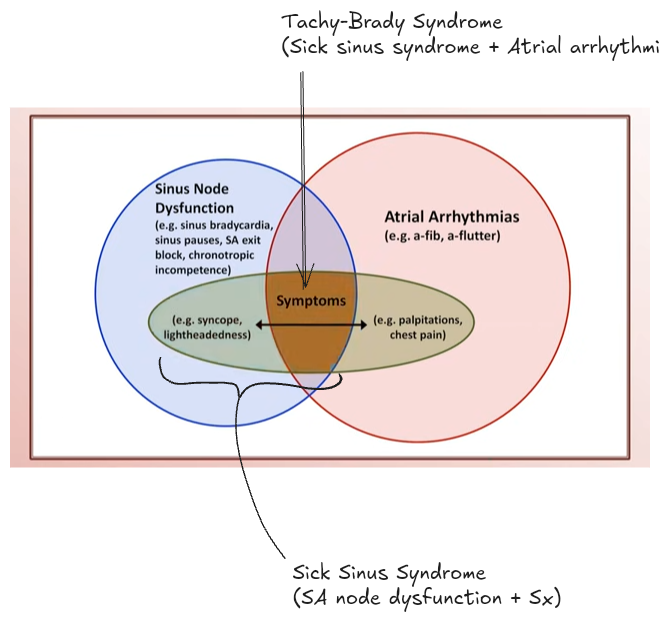 Tachy-Brady Syndrome
(Sick sinus syndrome + Atrial arrhythmi
Sinus Node
Dysfunction
(e.g. sinus bradycardia,
sinus pauses, SA exit
block, chronotropic
incompetence)
Atrial Arrhythmias
(e.g. a-fib, a-flutter)
Symptoms
(e.g. syncope,
lightheadedness)
(e.g. palpitations,
chest pain)
Sick Sinus Syndrome
(SA node dysfunction + Sx)